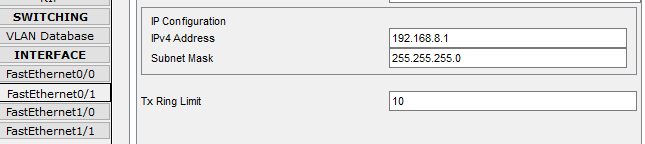 SWITCHING
VLAN Database
INTERFACE
FastEthernet0/0
FastEthernet0/1
FastEthernet1/0
FastEthernet1/1
IP Configuration
IPv4 Address 192.168.8.1
Subnet Mask 255.255.255.0
Tx Ring Limit 10